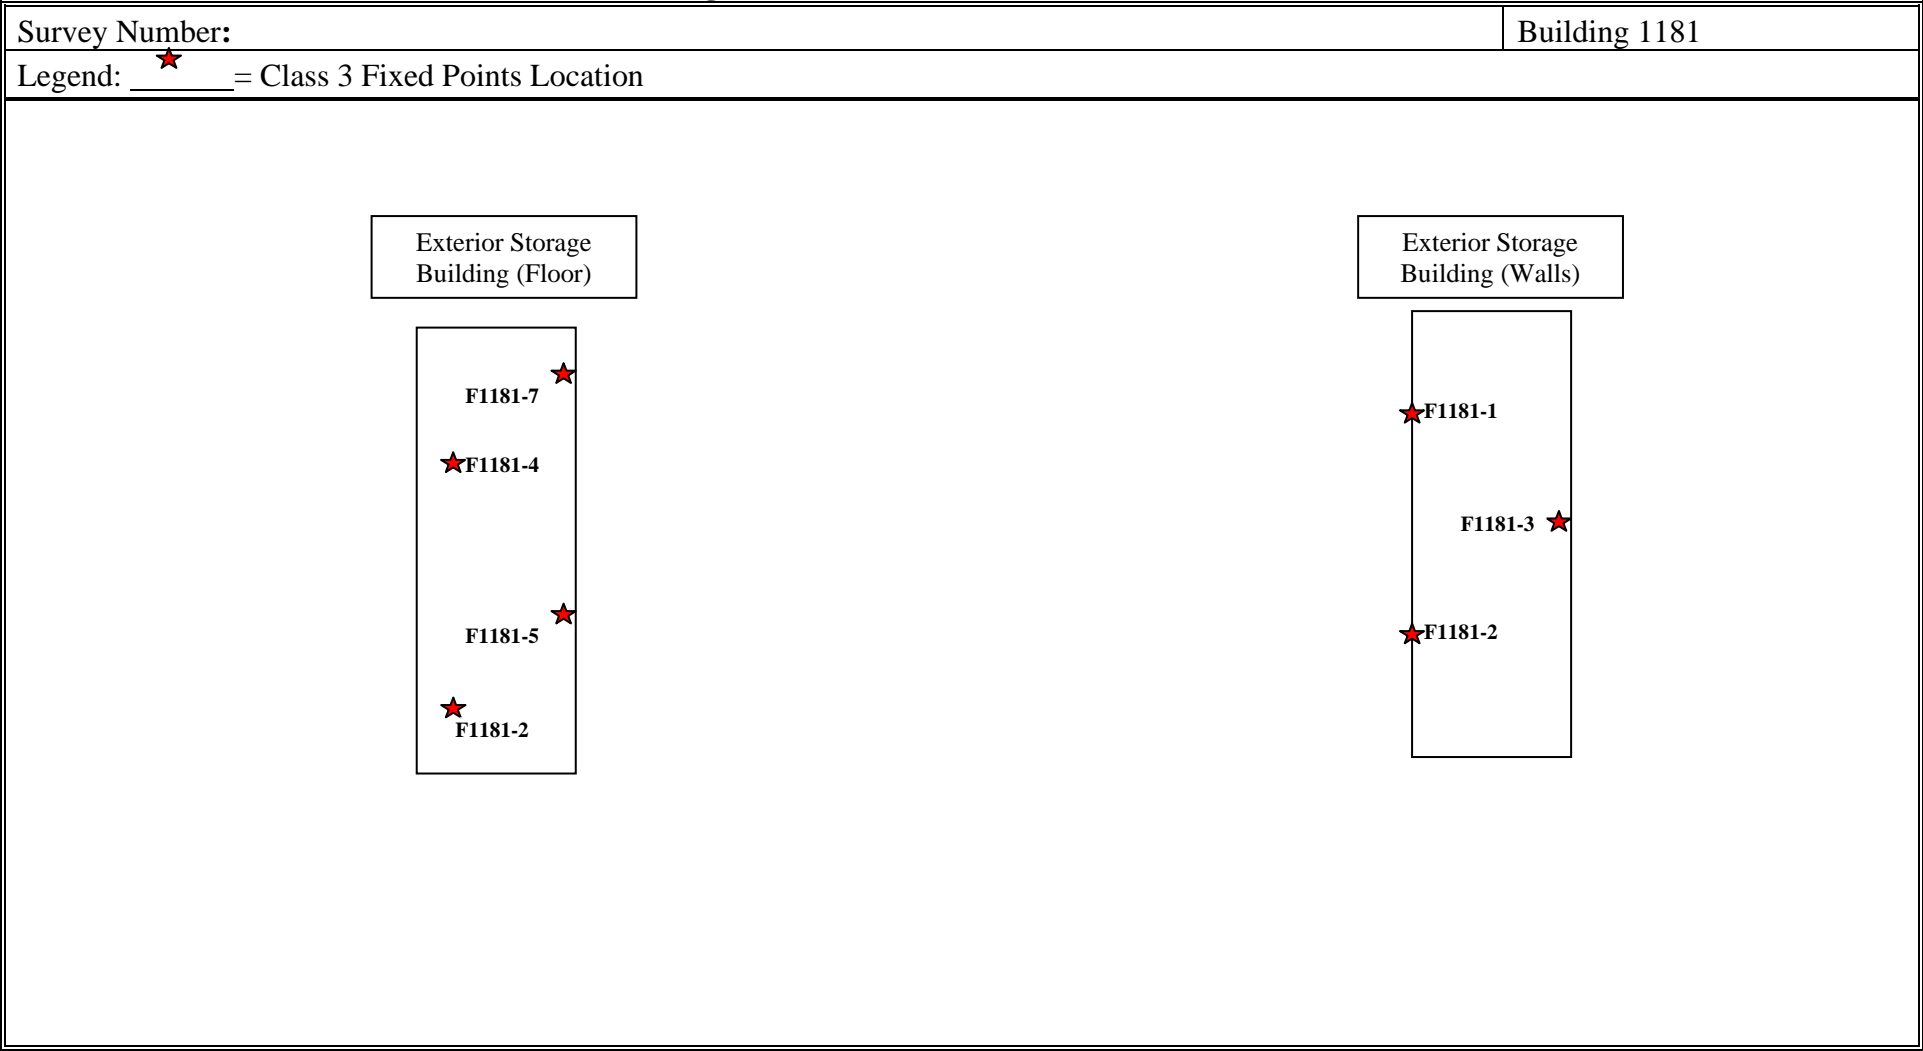 Survey Number:
Building 1181
Legend: ______= Class 3 Fixed Points Location
Exterior Storage
Building (Floor)
F1181-7
F1181-4
F1181-5
F1181-2
Exterior Storage
Building (Walls)
F1181-1
F1181-3
F1181-2